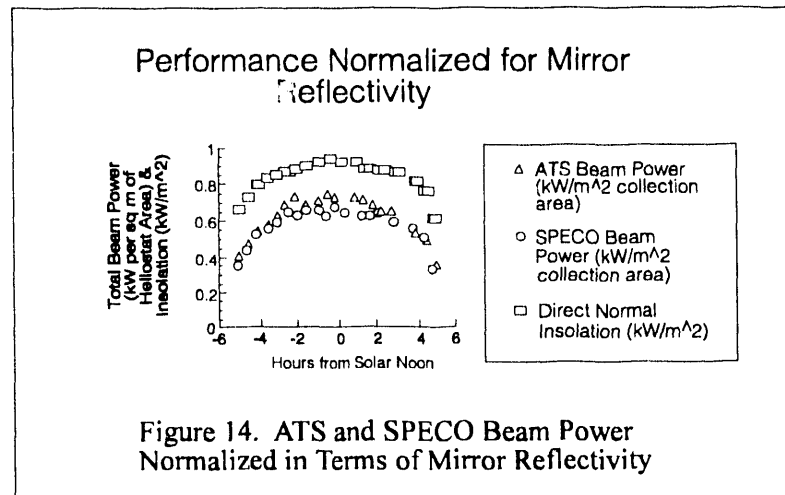 Performance Normalized for Mirror
Reflectivity
Total Beam Power
(kW per sq m of
Heliostat Area) &
Insolation (kW/m^2)
1
0.8
0.6
0.4
0.2
0
-6
-4
-2
0
2
4
6
Hours from Solar Noon
ATS Beam Power
(kW/m^2 collection
area)
SPECO Beam
Power (kW/m^2
collection area)
Direct Normal
Insolation (kW/m^2)
Figure 14. ATS and SPECO Beam Power
Normalized in Terms of Mirror Reflectivity